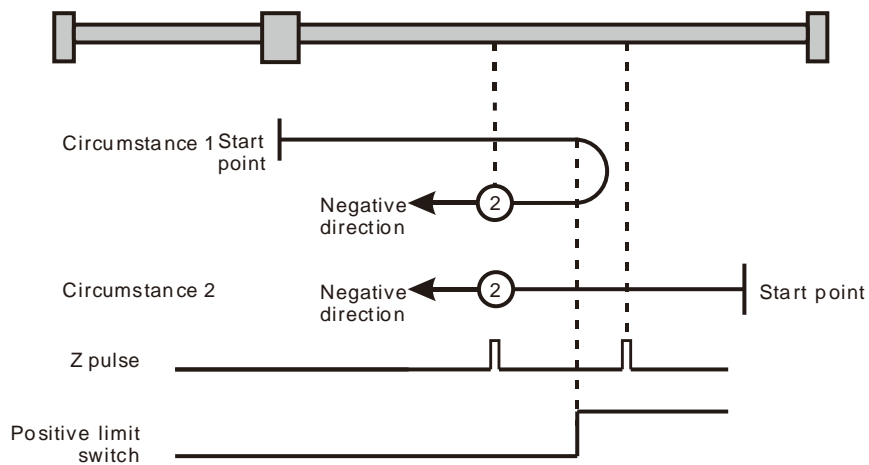 Circumstance 1 Start
point
Negative
direction
2
Circumstance 2
Negative
direction
2
Start point
Z pulse
Positive limit
switch